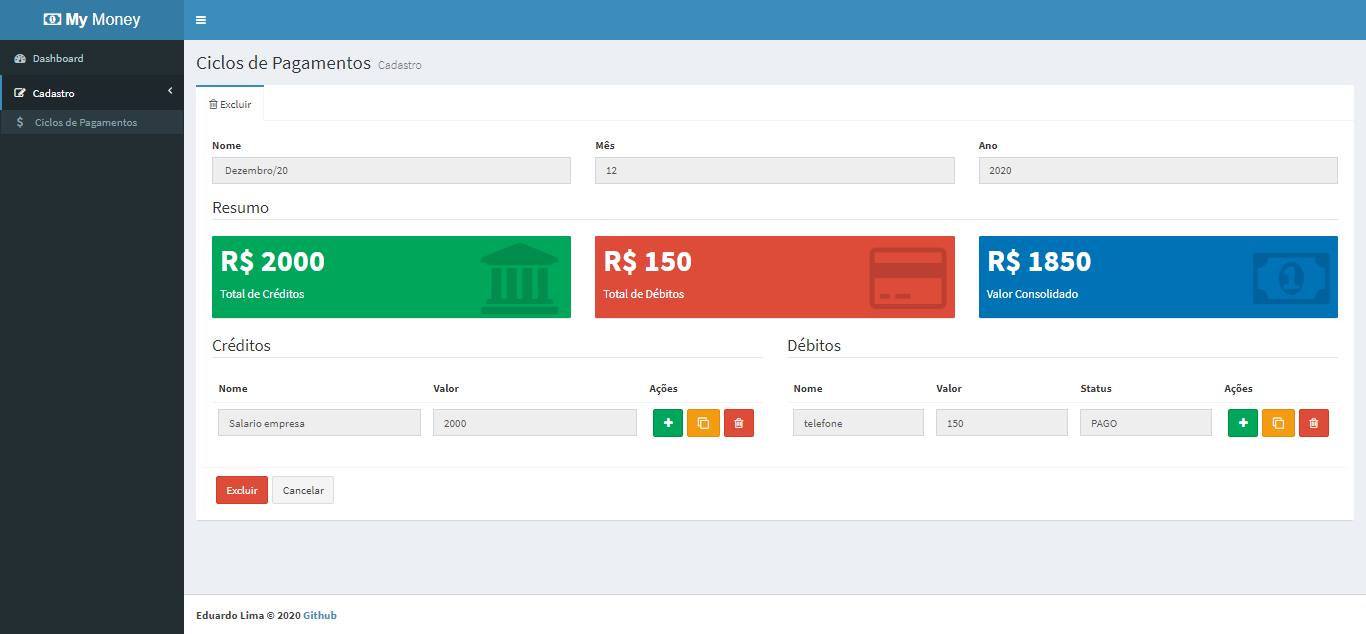 My Money
Dashboard
Cadastro
Ciclos de Pagamentos
Ciclos de Pagamentos Cadastro
Excluir
Nome Mês Ano
Dezembro/20 12 2020
Resumo
R$ 2000 R$ 150 R$ 1850
Total de Créditos Total de Débitos Valor Consolidado
Créditos Débitos
Nome Valor Ações Nome Valor Status Ações
Salario empresa 2000 telefone 150 PAGO
Excluir Cancelar
Eduardo Lima © 2020 Github